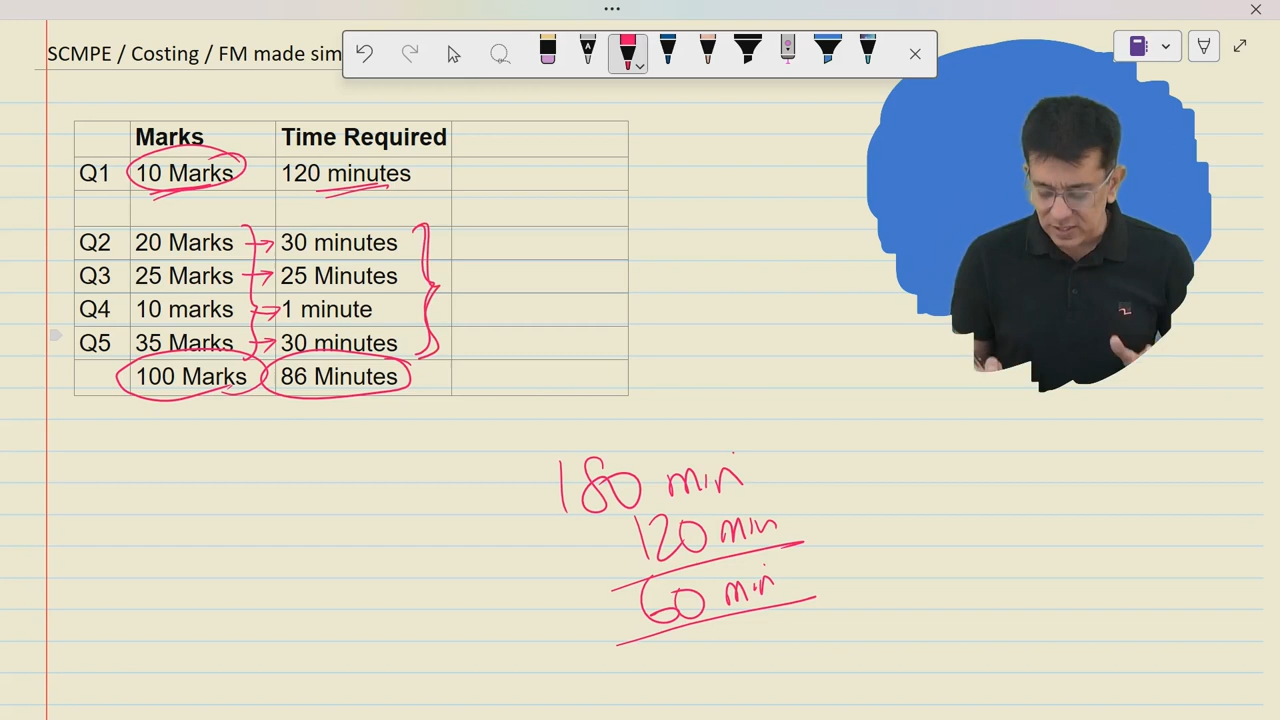 SCMPE / Costing / FM made sim
Marks Time Required
Q1 10 Marks 120 minutes
Q2 20 Marks 30 minutes
Q3 25 Marks 25 Minutes
Q4 10 marks 1 minute
Q5 35 Marks 30 minutes
100 Marks 86 Minutes
180 min
120 min
60 min